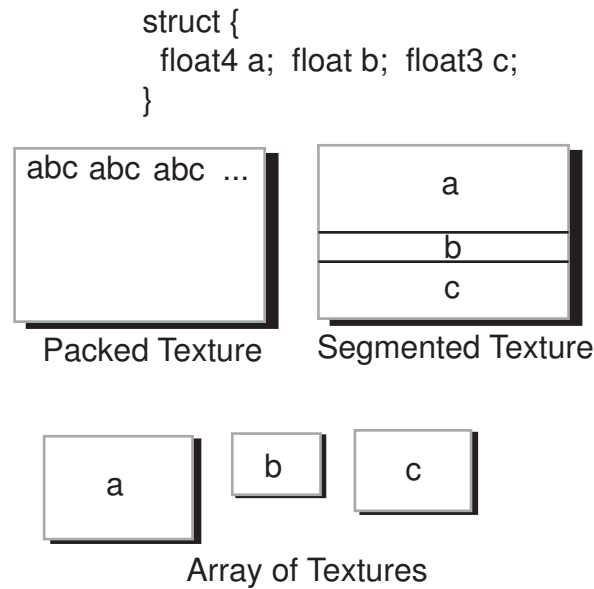 struct {
float4 a; float b; float3 c;
}
abc abc abc ...
Packed Texture
a
b
c
Segmented Texture
a
b
c
Array of Textures